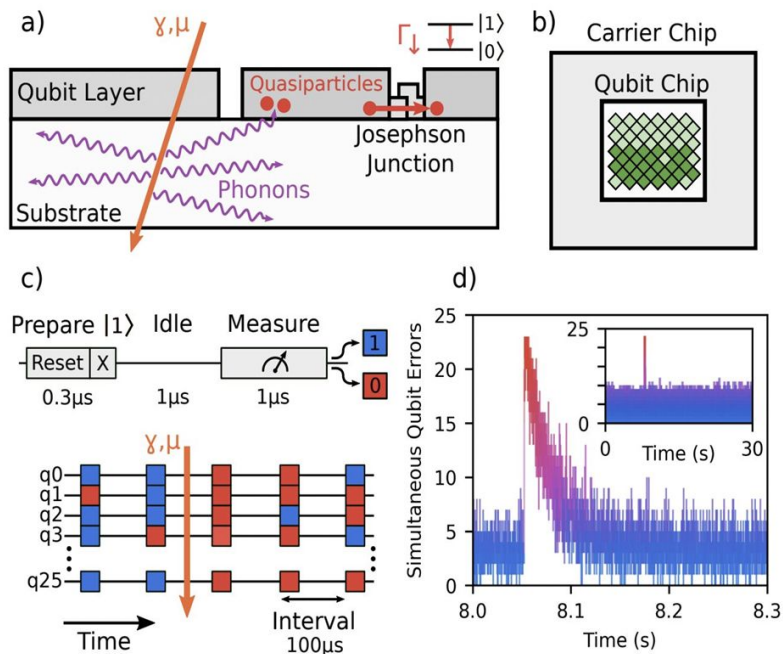 a)
γ,μ
Γ↓
|1⟩
|0⟩
Qubit Layer
Quasiparticles
Josephson
Junction
Phonons
Substrate
b)
Carrier Chip
Qubit Chip
c)
Prepare |1⟩ Idle Measure
Reset X
1
0
0.3μs 1μs 1μs
γ,μ
q0
q1
q2
q3
q25
Time
Interval
100μs
d)
Simultaneous Qubit Errors
25
20
15
10
5
0
8.0 8.1 8.2 8.3
Time (s)
25
0
0 30
Time (s)